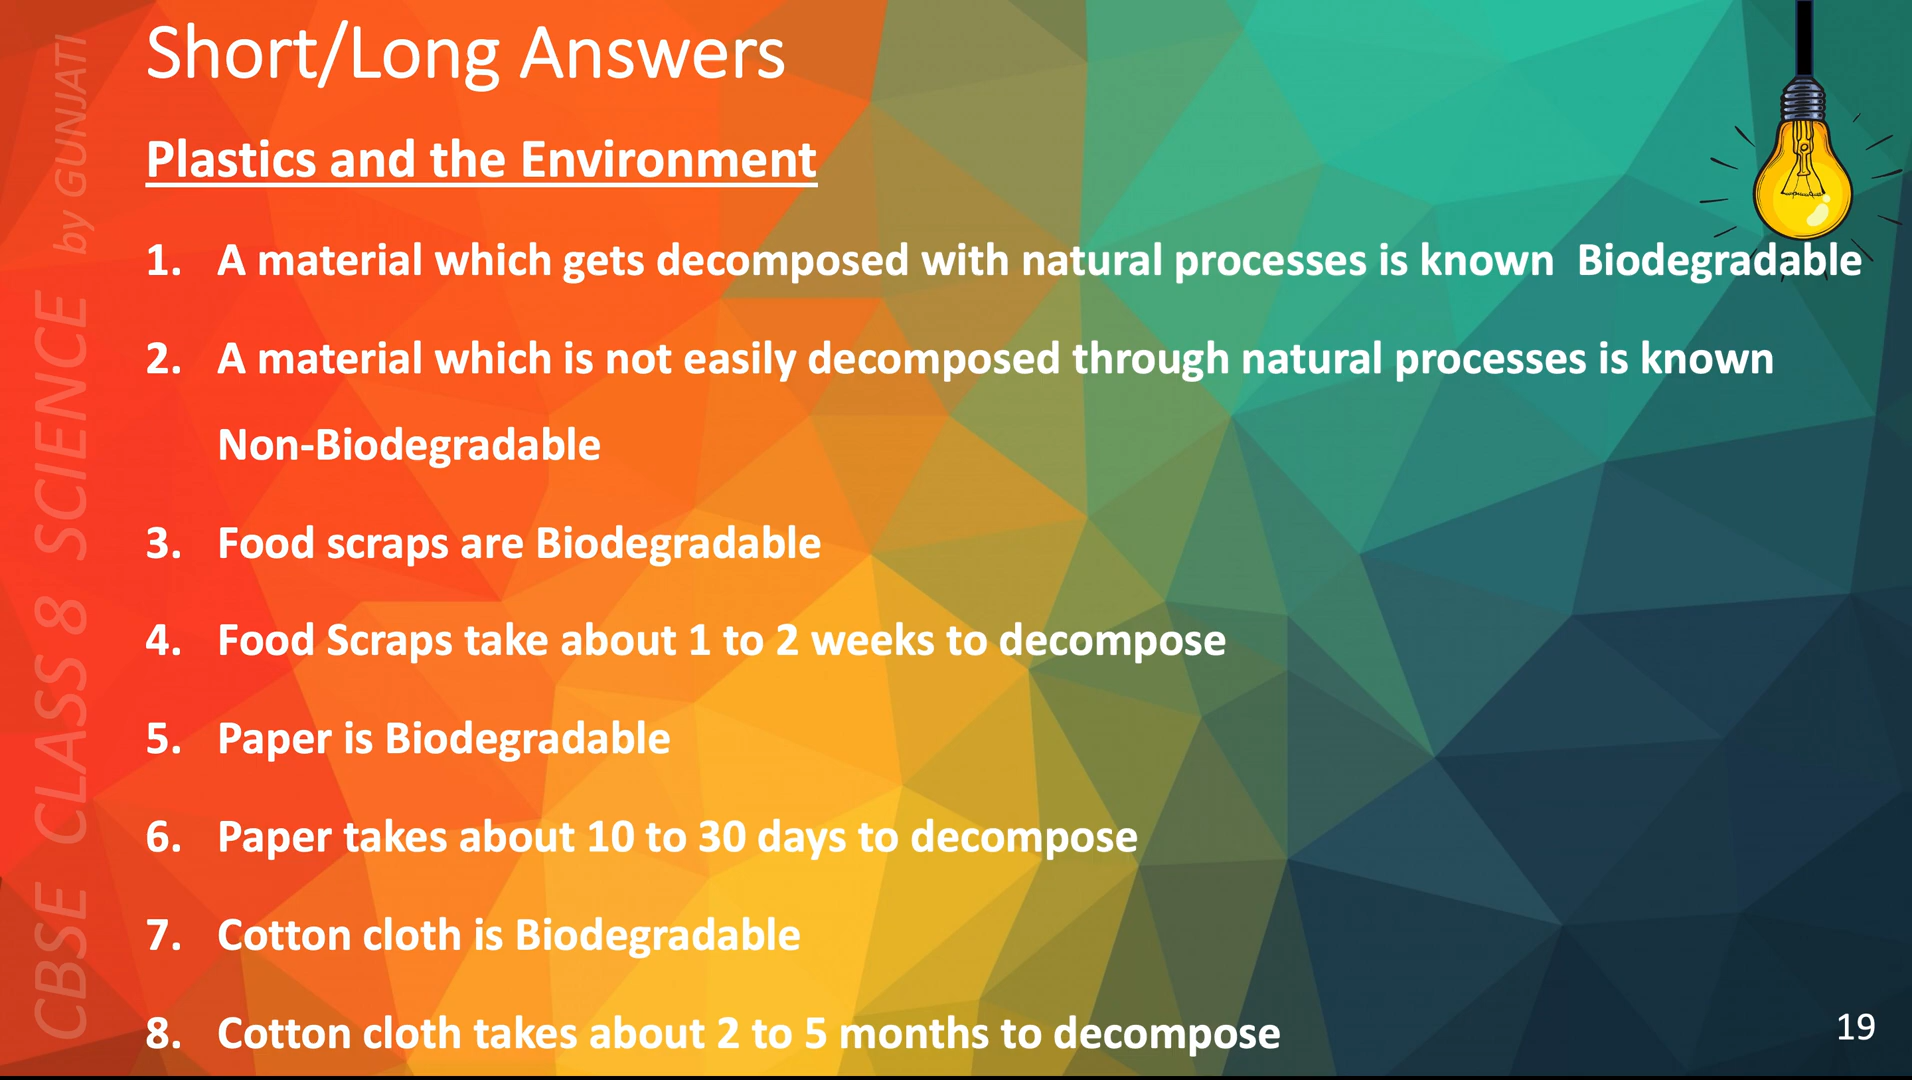 Short/Long Answers
Plastics and the Environment
1. A material which gets decomposed with natural processes is known Biodegradable
2. A material which is not easily decomposed through natural processes is known
Non-Biodegradable
3. Food scraps are Biodegradable
4. Food Scraps take about 1 to 2 weeks to decompose
5. Paper is Biodegradable
6. Paper takes about 10 to 30 days to decompose
7. Cotton cloth is Biodegradable
8. Cotton cloth takes about 2 to 5 months to decompose
19
CBSE CLASS 8 SCIENCE by GUNJATI